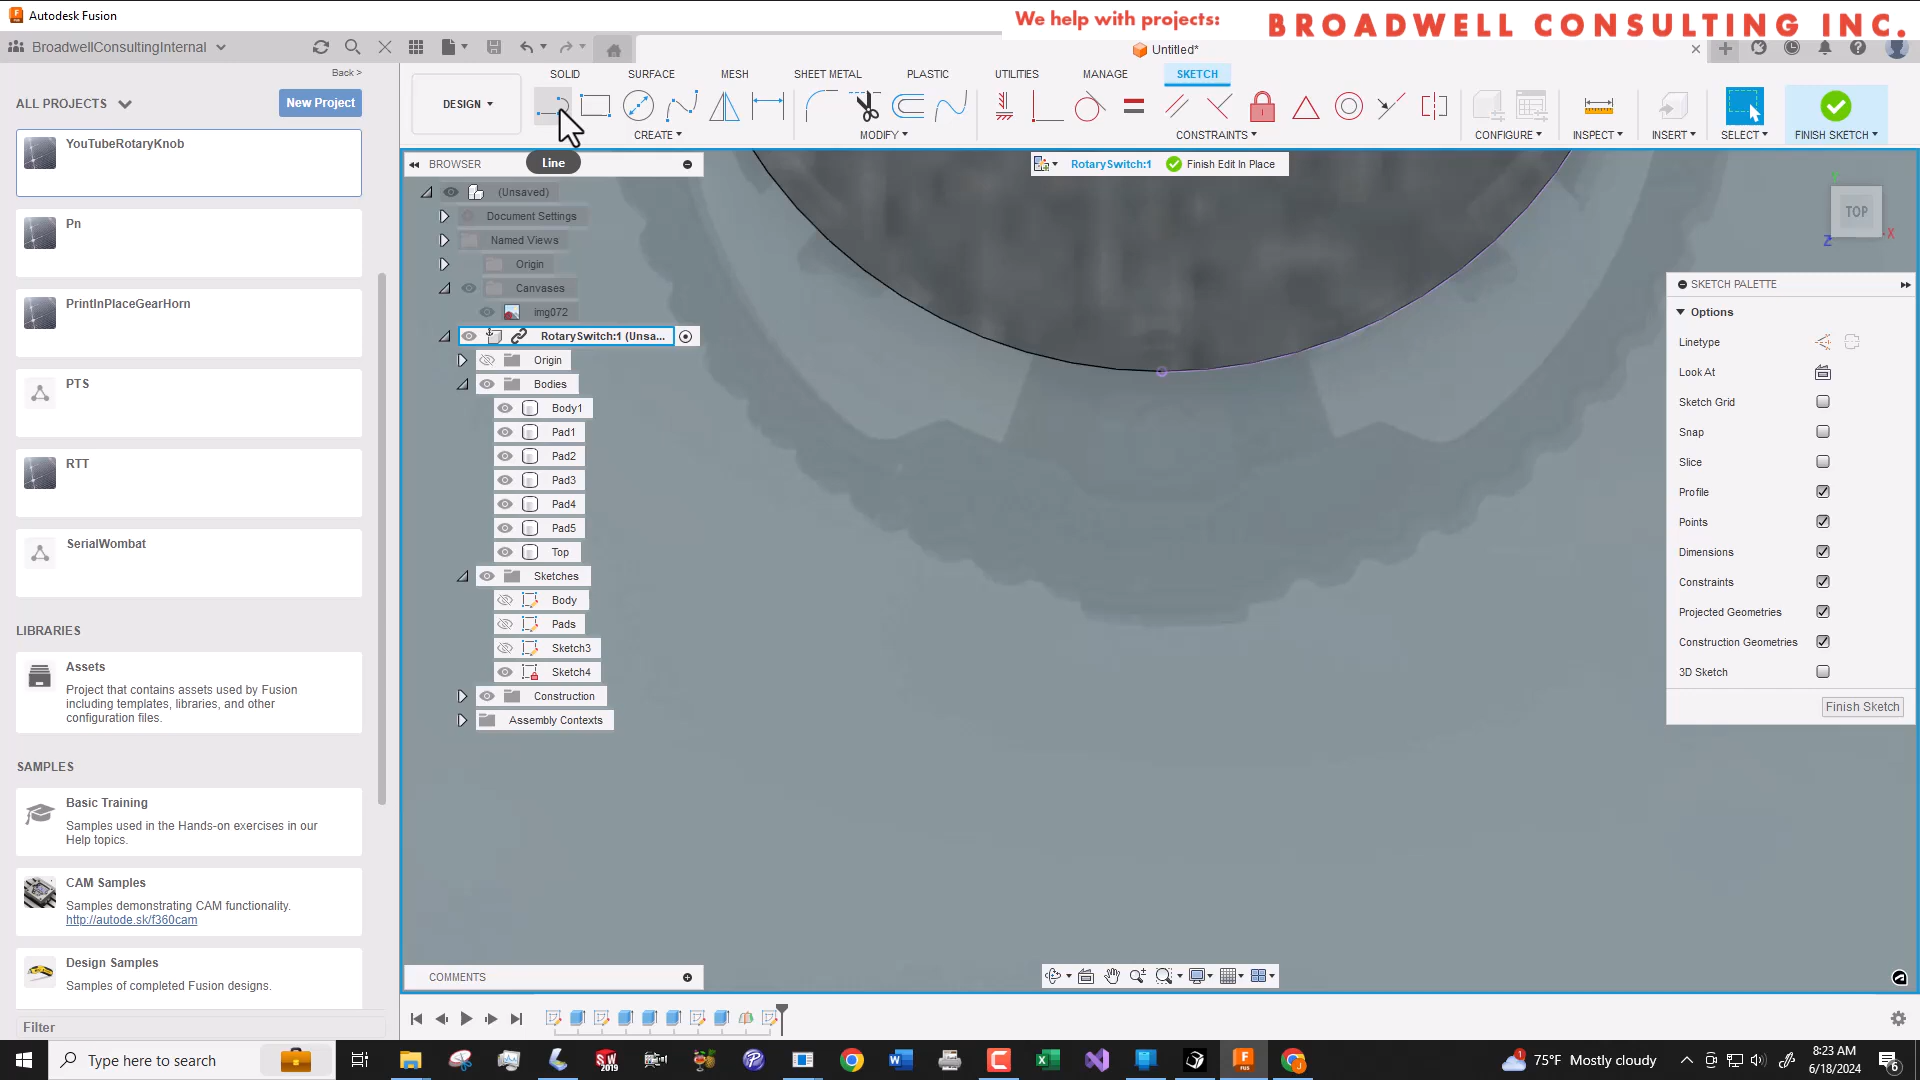 Autodesk Fusion
We help with projects:
BROADWELL CONSULTING INC.
BroadwellConsultingInternal
Untitled*
Back >
ALL PROJECTS
New Project
YouTubeRotaryKnob
Pn
PrintInPlaceGearHorn
PTS
RTT
SerialWombat
LIBRARIES
Assets
Project that contains assets used by Fusion
including templates, libraries, and other
configuration files.
SAMPLES
Basic Training
Samples used in the Hands-on exercises in our
Help topics.
CAM Samples
Samples demonstrating CAM functionality.
http://autode.sk/f360cam
Design Samples
Samples of completed Fusion designs.
Filter
DESIGN
SOLID
SURFACE
MESH
SHEET METAL
PLASTIC
UTILITIES
MANAGE
SKETCH
CREATE
MODIFY
CONSTRAINTS
CONFIGURE
INSPECT
INSERT
SELECT
FINISH SKETCH
Line
BROWSER
RotarySwitch:1
Finish Edit In Place
(Unsaved)
Document Settings
Named Views
Origin
Canvases
img072
RotarySwitch:1 (Unsa...
Origin
Bodies
Body1
Pad1
Pad2
Pad3
Pad4
Pad5
Top
Sketches
Body
Pads
Sketch3
Sketch4
Construction
Assembly Contexts
TOP
Z
X
SKETCH PALETTE
Options
Linetype
Look At
Sketch Grid
Snap
Slice
Profile
Points
Dimensions
Constraints
Projected Geometries
Construction Geometries
3D Sketch
Finish Sketch
COMMENTS
Type here to search
SW
2019
75°F Mostly cloudy
8:23 AM
6/18/2024